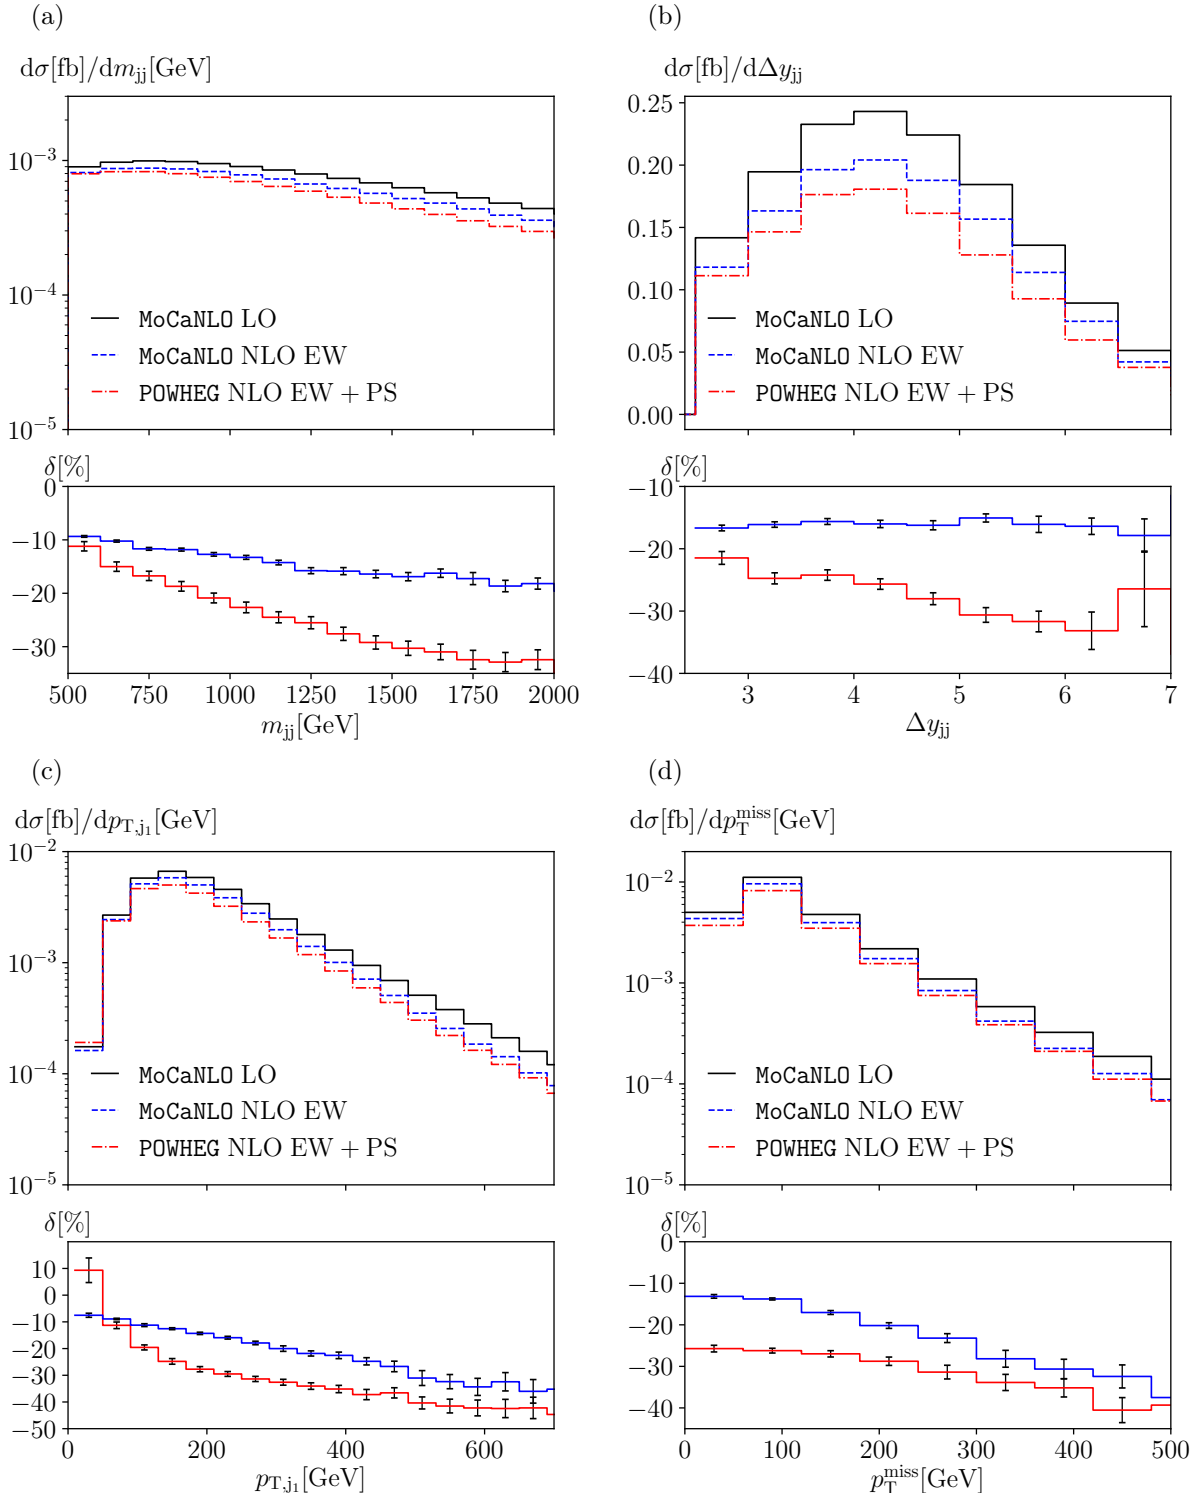 (a)
dσ[fb]/dm_jj[GeV]
10^−3
10^−4
10^−5
MoCaNLO LO
MoCaNLO NLO EW
POWHEG NLO EW + PS
δ[%]
0
−10
−20
−30
500 750 1000 1250 1500 1750 2000
m_jj[GeV]
(b)
dσ[fb]/dΔy_jj
0.25
0.20
0.15
0.10
0.05
0.00
MoCaNLO LO
MoCaNLO NLO EW
POWHEG NLO EW + PS
δ[%]
−10
−20
−30
−40
3 4 5 6 7
Δy_jj
(c)
dσ[fb]/dp_T,j₁[GeV]
10^−2
10^−3
10^−4
10^−5
MoCaNLO LO
MoCaNLO NLO EW
POWHEG NLO EW + PS
δ[%]
10
0
−10
−20
−30
−40
−50
0 200 400 600
p_T,j₁[GeV]
(d)
dσ[fb]/dp_T^miss[GeV]
10^−2
10^−3
10^−4
10^−5
MoCaNLO LO
MoCaNLO NLO EW
POWHEG NLO EW + PS
δ[%]
0
−10
−20
−30
−40
0 100 200 300 400 500
p_T^miss[GeV]